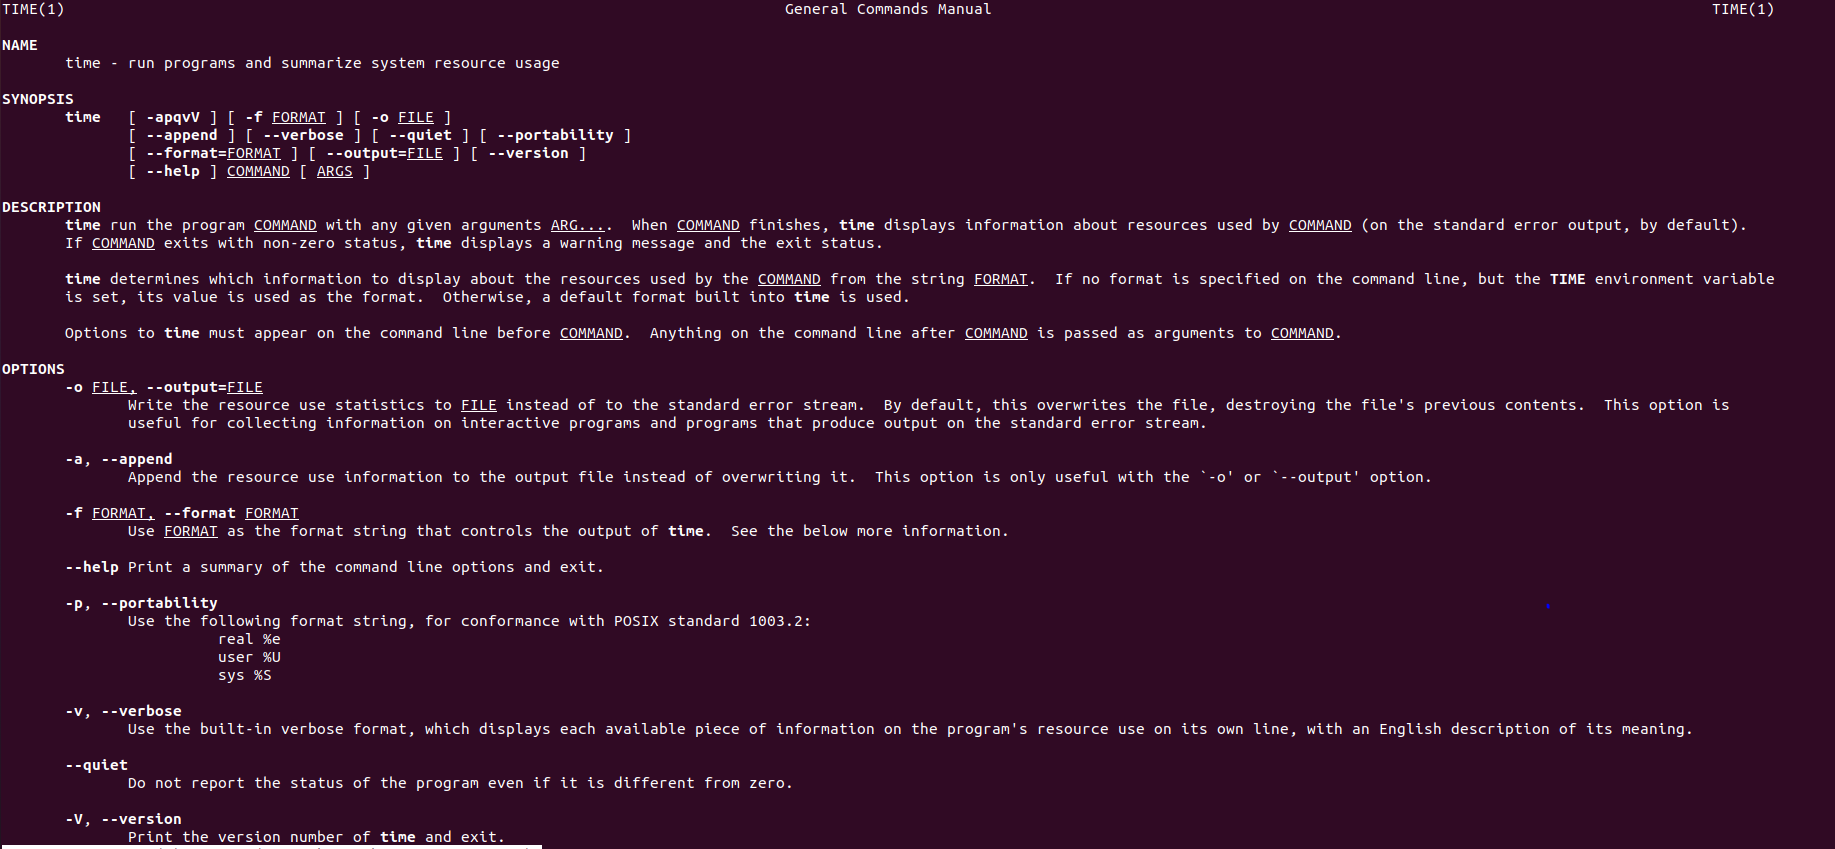 TIME(1) General Commands Manual TIME(1)
NAME
time - run programs and summarize system resource usage
SYNOPSIS
time [ -apqvV ] [ -f FORMAT ] [ -o FILE ]
[ --append ] [ --verbose ] [ --quiet ] [ --portability ]
[ --format=FORMAT ] [ --output=FILE ] [ --version ]
[ --help ] COMMAND [ ARGS ]
DESCRIPTION
time run the program COMMAND with any given arguments ARG.... When COMMAND finishes, time displays information about resources used by COMMAND (on the standard error output, by default).
If COMMAND exits with non-zero status, time displays a warning message and the exit status.
time determines which information to display about the resources used by the COMMAND from the string FORMAT. If no format is specified on the command line, but the TIME environment variable
is set, its value is used as the format. Otherwise, a default format built into time is used.
Options to time must appear on the command line before COMMAND. Anything on the command line after COMMAND is passed as arguments to COMMAND.
OPTIONS
-o FILE, --output=FILE
Write the resource use statistics to FILE instead of to the standard error stream. By default, this overwrites the file, destroying the file's previous contents. This option is
useful for collecting information on interactive programs and programs that produce output on the standard error stream.
-a, --append
Append the resource use information to the output file instead of overwriting it. This option is only useful with the `-o' or `--output' option.
-f FORMAT, --format FORMAT
Use FORMAT as the format string that controls the output of time. See the below more information.
--help Print a summary of the command line options and exit.
-p, --portability
Use the following format string, for conformance with POSIX standard 1003.2:
real %e
user %U
sys %S
-v, --verbose
Use the built-in verbose format, which displays each available piece of information on the program's resource use on its own line, with an English description of its meaning.
--quiet
Do not report the status of the program even if it is different from zero.
-V, --version
Print the version number of time and exit.